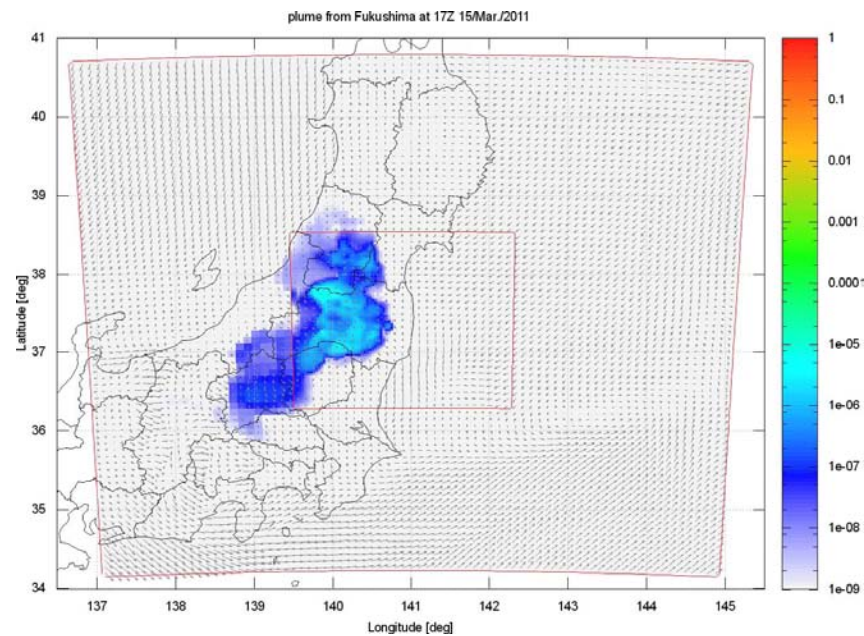 plume from Fukushima at 17Z 15/Mar./2011
41
40
39
38
37
36
35
34
Latitude [deg]
137
138
139
140
141
142
143
144
145
Longitude [deg]
1
0.1
0.01
0.001
0.0001
1e-05
1e-06
1e-07
1e-08
1e-09